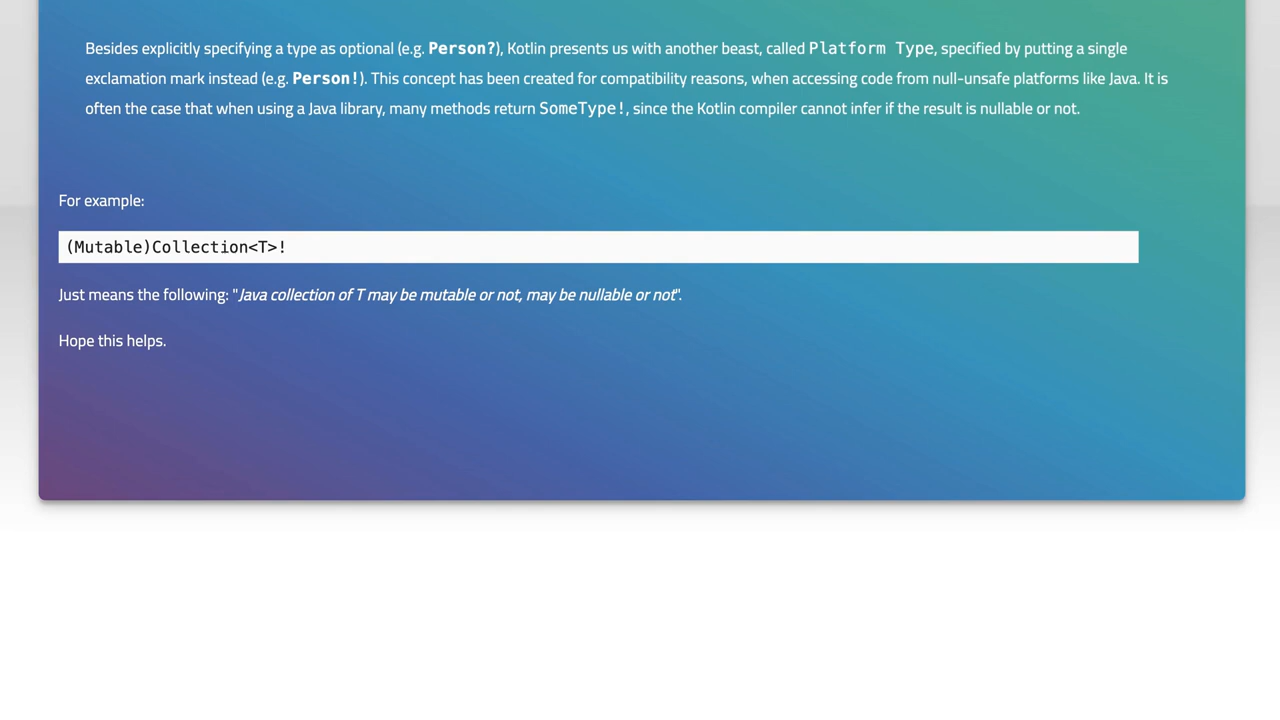 Besides explicitly specifying a type as optional (e.g. Person?), Kotlin presents us with another beast, called Platform Type, specified by putting a single
exclamation mark instead (e.g. Person!). This concept has been created for compatibility reasons, when accessing code from null-unsafe platforms like Java. It is
often the case that when using a Java library, many methods return SomeType!, since the Kotlin compiler cannot infer if the result is nullable or not.
For example:
(Mutable)Collection<T>!
Just means the following: "Java collection of T may be mutable or not, may be nullable or not".
Hope this helps.